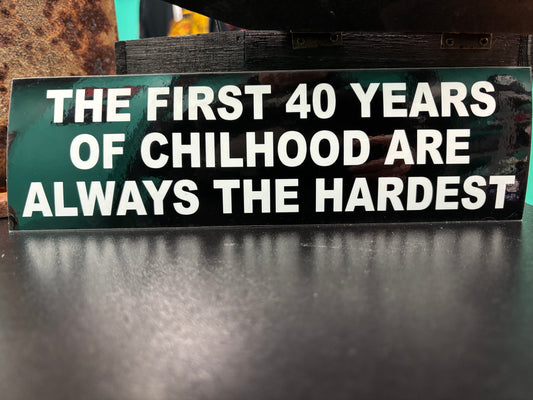 THE FIRST 40 YEARS
OF CHILHOOD ARE
ALWAYS THE HARDEST